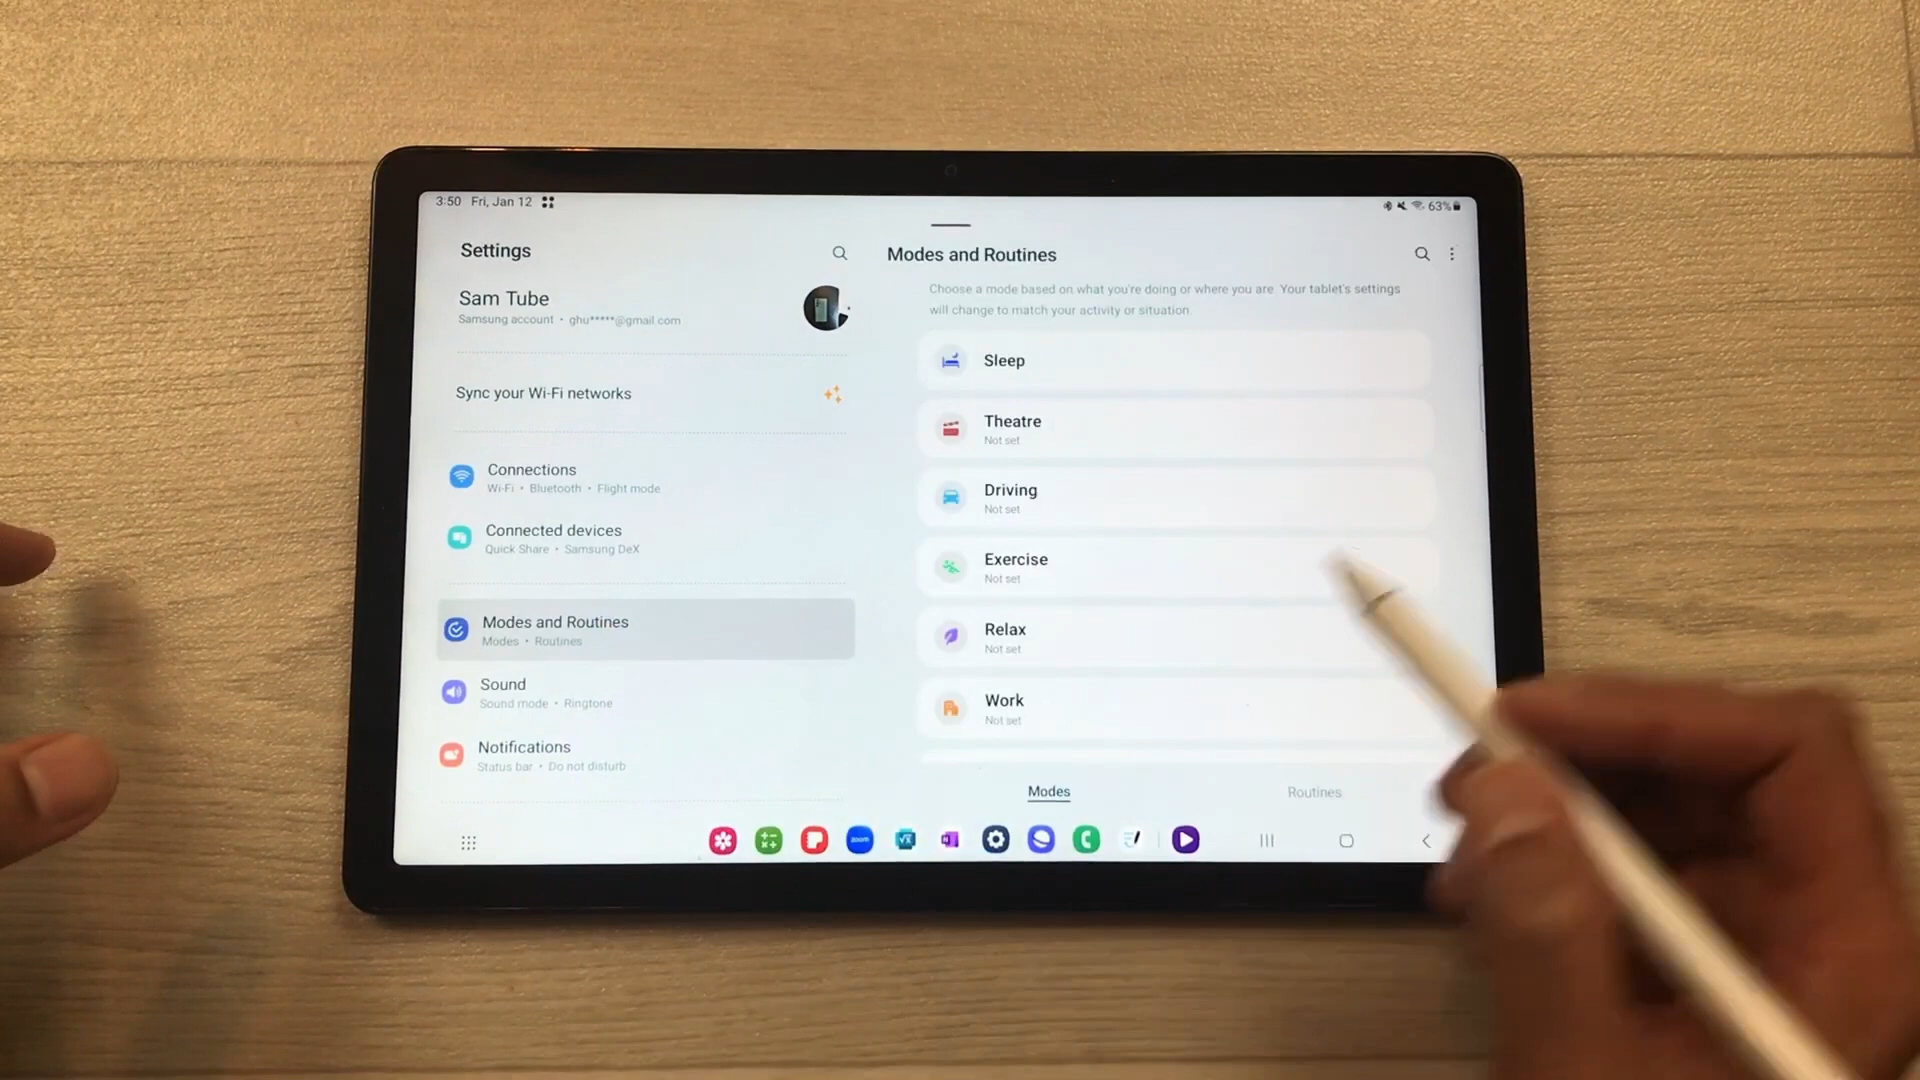 3:50 Fri, Jan 12
63%
Settings
Sam Tube
Samsung account • ghu*****@gmail.com
Sync your Wi-Fi networks
Connections
Wi-Fi • Bluetooth • Flight mode
Connected devices
Quick Share • Samsung DeX
Modes and Routines
Modes • Routines
Sound
Sound mode • Ringtone
Notifications
Status bar • Do not disturb
Modes and Routines
Choose a mode based on what you're doing or where you are. Your tablet's settings
will change to match your activity or situation.
Sleep
Theatre
Not set
Driving
Not set
Exercise
Not set
Relax
Not set
Work
Not set
Modes
Routines
zoom